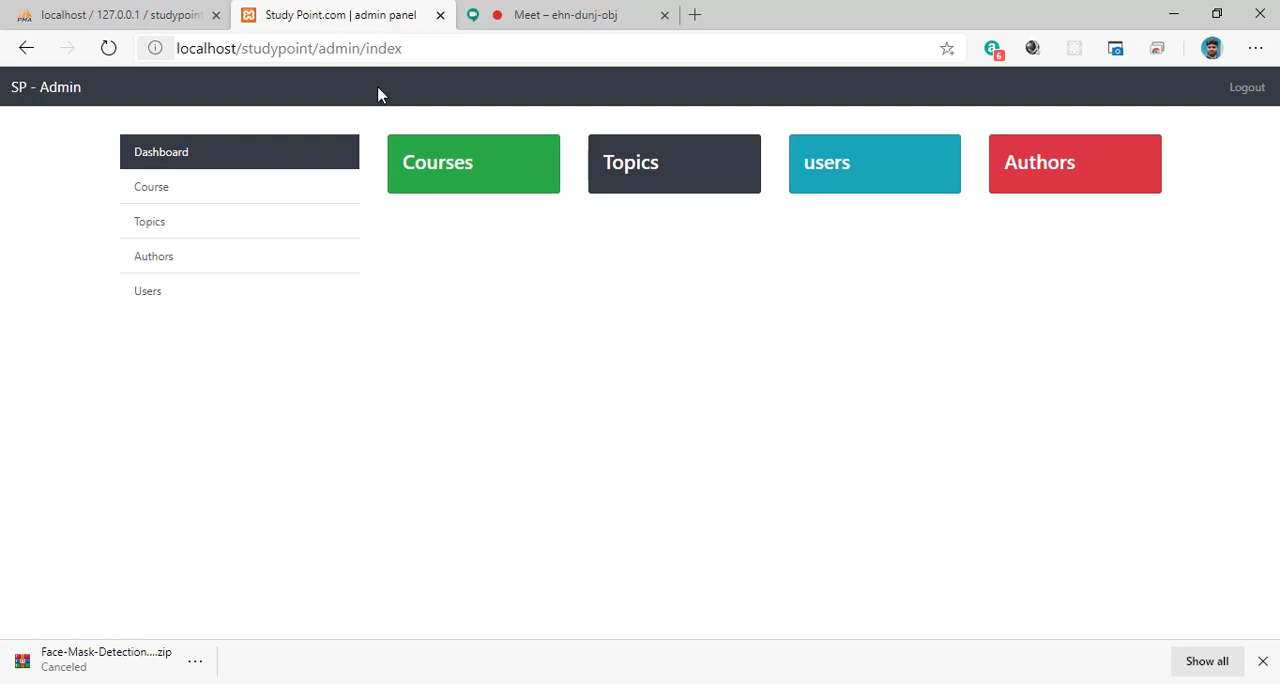 localhost / 127.0.0.1 / studypoint
Study Point.com | admin panel
Meet – ehn-dunj-obj
localhost/studypoint/admin/index
6
SP - Admin
Logout
Dashboard
Course
Topics
Authors
Users
Courses
Topics
users
Authors
Face-Mask-Detection....zip
Canceled
Show all